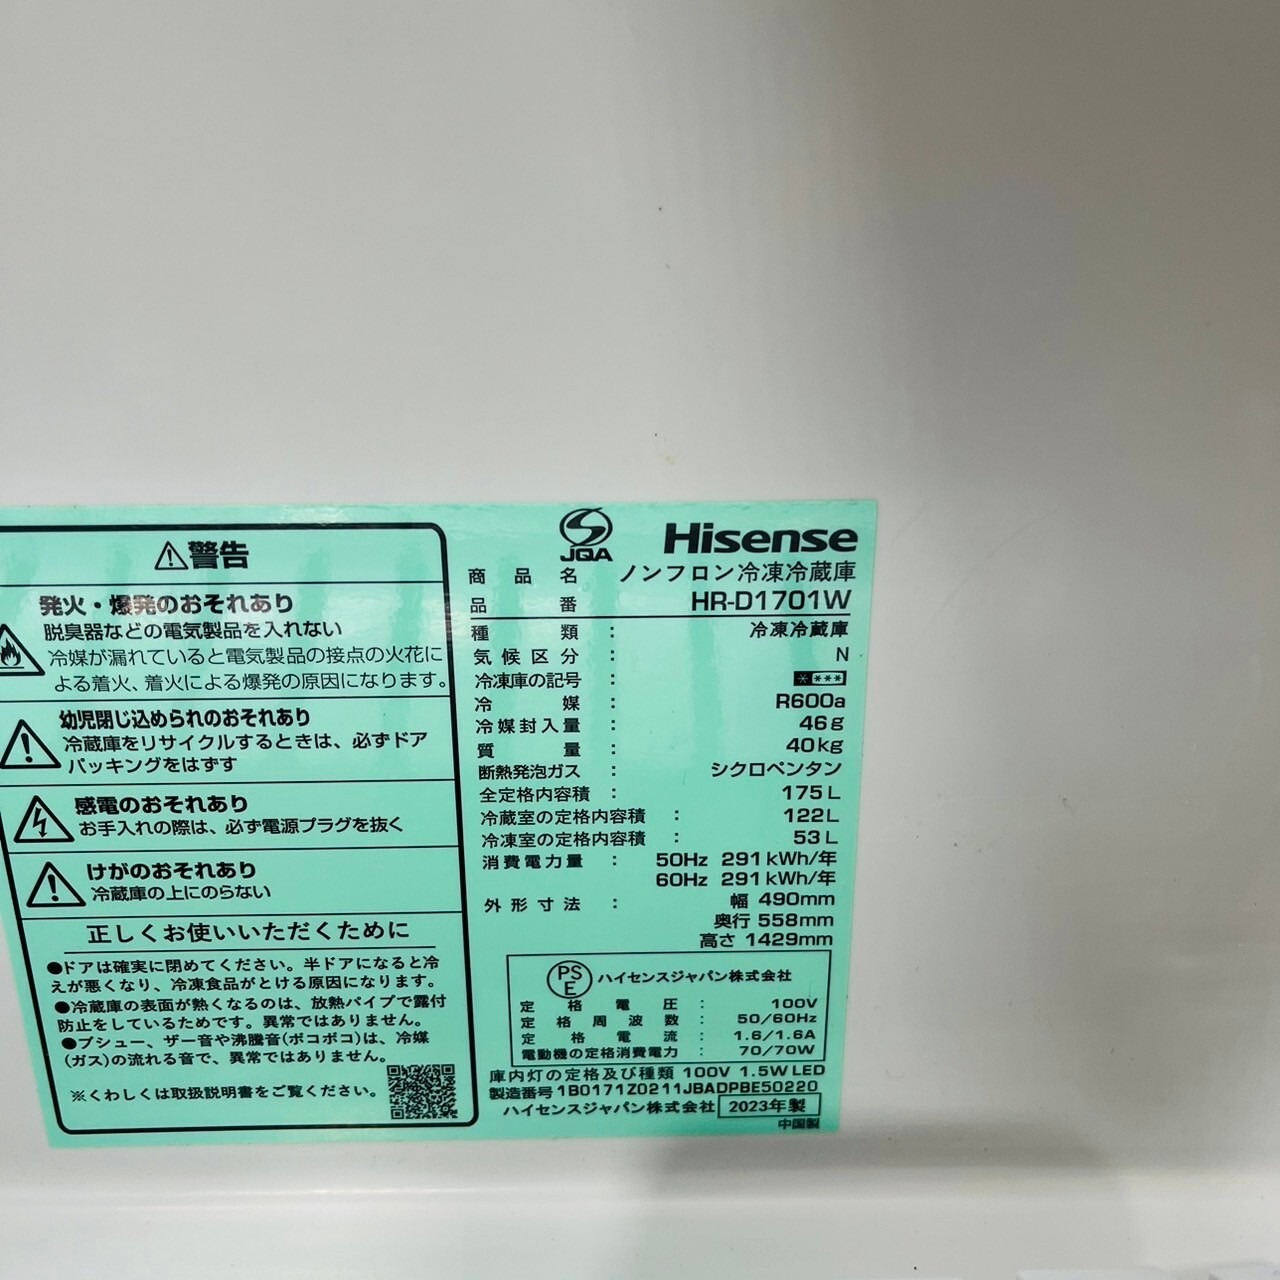 警告
発火・爆発のおそれあり
脱臭器などの電気製品を入れない
冷媒が漏れていると電気製品の接点の火花に
よる着火、着火による爆発の原因になります。
幼児閉じ込められのおそれあり
冷蔵庫をリサイクルするときは、必ずドア
パッキングをはずす
感電のおそれあり
お手入れの際は、必ず電源プラグを抜く
けがのおそれあり
冷蔵庫の上にのらない
正しくお使いいただくために
●ドアは確実に閉めてください。半ドアになると冷
えが悪くなり、冷凍食品がとける原因になります。
●冷蔵庫の表面が熱くなるのは、放熱パイプで露付
防止をしているためです。異常ではありません。
●プシュー、ザー音や沸騰音(ポコポコ)は、冷媒
(ガス)の流れる音で、異常ではありません。
※くわしくは取扱説明書をご覧ください。
JQA Hisense
商品名 ノンフロン冷凍冷蔵庫
品番 HR-D1701W
種類 : 冷凍冷蔵庫
気候区分 : N
冷凍庫の記号 : ****
冷媒 : R600a
冷媒封入量 : 46g
質量 : 40kg
断熱発泡ガス : シクロペンタン
全定格内容積 : 175L
冷蔵室の定格内容積 : 122L
冷凍室の定格内容積 : 53L
消費電力量 : 50Hz 291kWh/年
60Hz 291kWh/年
外形寸法 : 幅 490mm
奥行 558mm
高さ 1429mm
PSE ハイセンスジャパン株式会社
定格電圧 : 100V
定格周波数 : 50/60Hz
定格電流 : 1.6/1.6A
電動機の定格消費電力 : 70/70W
庫内灯の定格及び種類 100V 1.5W LED
製造番号 1B0171Z0211JBADPBE50220
ハイセンスジャパン株式会社 2023年製
中国製